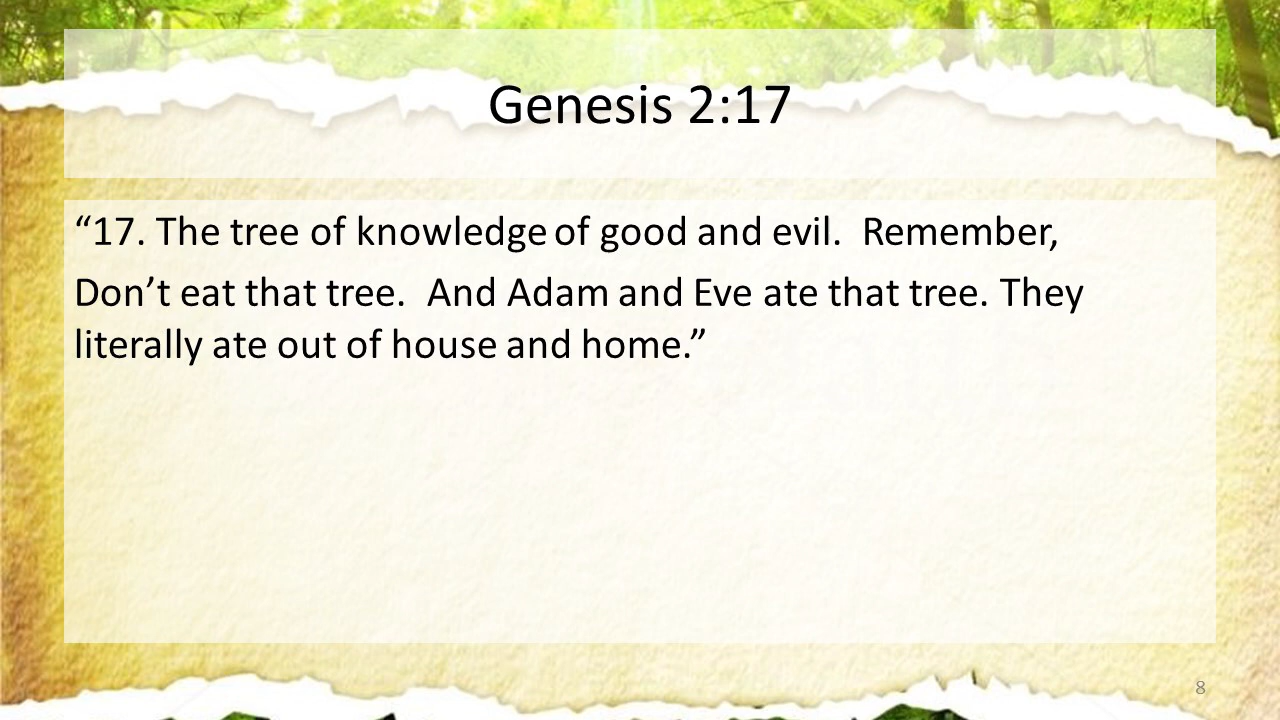 Genesis 2:17
“17. The tree of knowledge of good and evil.  Remember,
Don’t eat that tree.  And Adam and Eve ate that tree. They
literally ate out of house and home.”
8